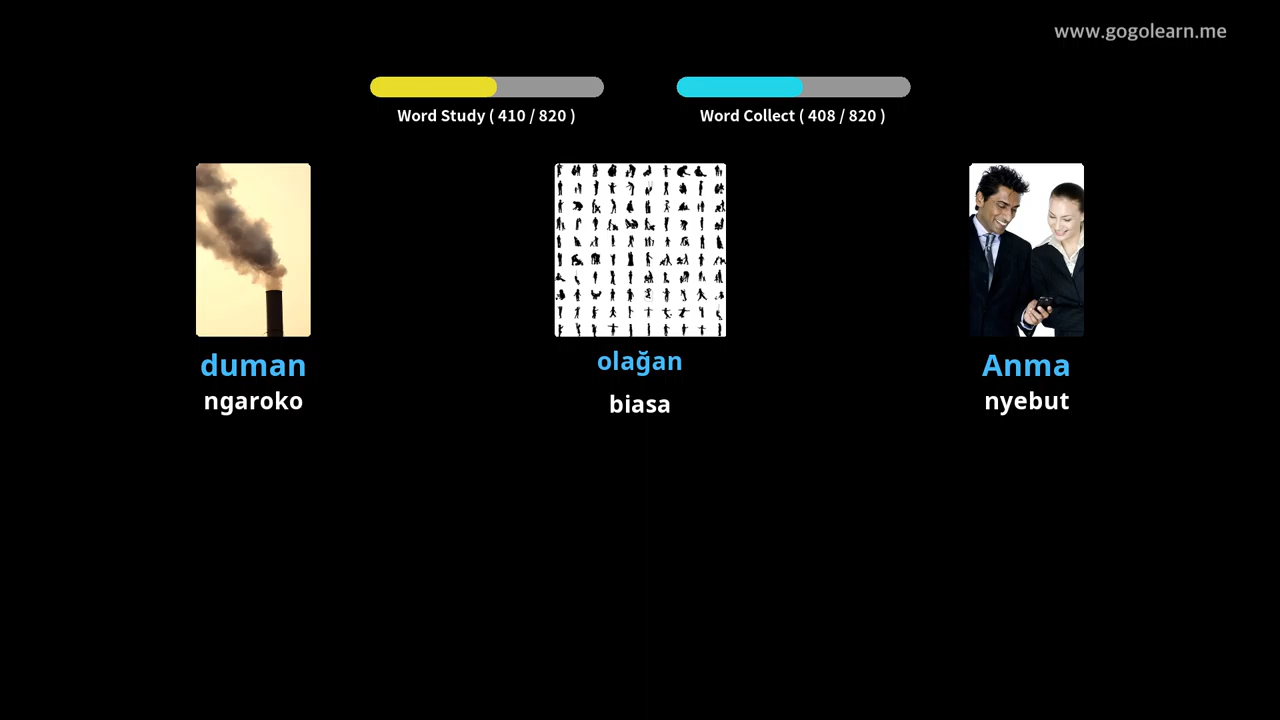 www.gogolearn.me
Word Study ( 410 / 820 )
Word Collect ( 408 / 820 )
duman
ngaroko
olağan
biasa
Anma
nyebut